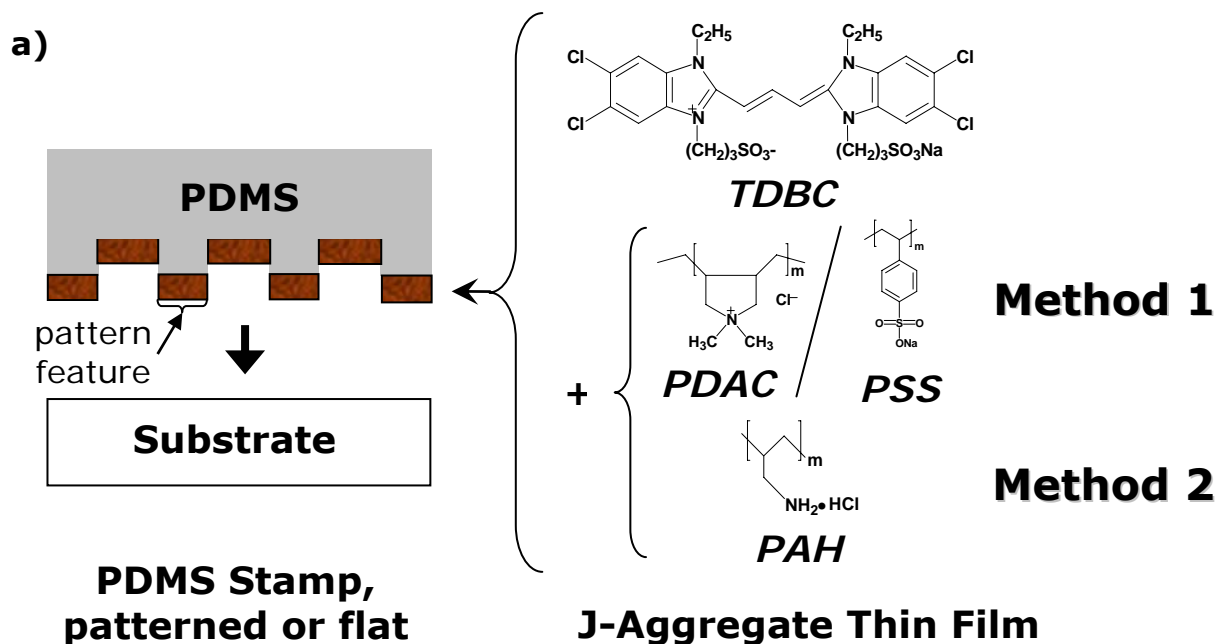 a)
PDMS
pattern
feature
Substrate
PDMS Stamp,
patterned or flat
C₂H₅ C₂H₅
Cl N N Cl
Cl N+ N Cl
(CH₂)₃SO₃- (CH₂)₃SO₃Na
TDBC
+
m
Cl–
N+
H₃C CH₃
PDAC
m
O S O
ONa
PSS
Method 1
m
NH₂• HCl
PAH
Method 2
J-Aggregate Thin Film